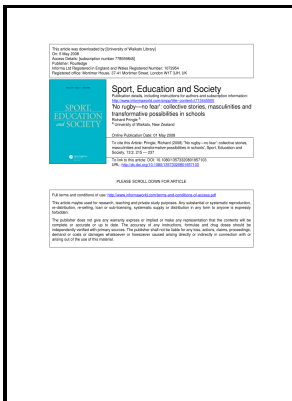 This article was downloaded by:[University of Waikato Library]
On: 5 May 2008
Access Details: [subscription number 778558845]
Publisher: Routledge
Informa Ltd Registered in England and Wales Registered Number: 1072954
Registered office: Mortimer House, 37-41 Mortimer Street, London W1T 3JH, UK
SPORT,
EDUCATION
and SOCIETY
Sport, Education and Society
Publication details, including instructions for authors and subscription information:
'No rugby—no fear': collective stories, masculinities and
transformative possibilities in schools
Richard Pringle
University of Waikato, New Zealand
Online Publication Date: 01 May 2008
To cite this Article: Pringle, Richard (2008) 'No rugby—no fear': collective stories,
masculinities and transformative possibilities in schools', Sport, Education and
Society, 13:2, 215 — 237
To link to this article: DOI: 10.1080/13573320801957103
URL: http://dx.doi.org/10.1080/13573320801957103
PLEASE SCROLL DOWN FOR ARTICLE
Full terms and conditions of use: http://www.informaworld.com/terms-and-conditions-of-access.pdf
This article maybe used for research, teaching and private study purposes. Any substantial or systematic reproduction,
re-distribution, re-selling, loan or sub-licensing, systematic supply or distribution in any form to anyone is expressly
forbidden.
The publisher does not give any warranty express or implied or make any representation that the contents will be
complete or accurate or up to date. The accuracy of any instructions, formulae and drug doses should be
independently verified with primary sources. The publisher shall not be liable for any loss, actions, claims, proceedings,
demand or costs or damages whatsoever or howsoever caused arising directly or indirectly in connection with or
arising out of the use of this material.